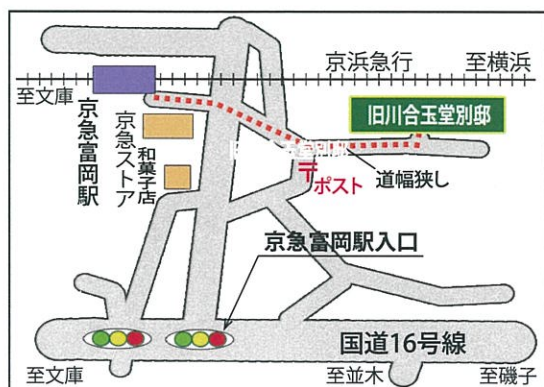 京浜急行
至横浜
至文庫
旧川合玉堂別邸
京急富岡駅
京急ストア
和菓子店
〒
ポスト
道幅狭し
京急富岡駅入口
国道16号線
至文庫
至並木
至磯子